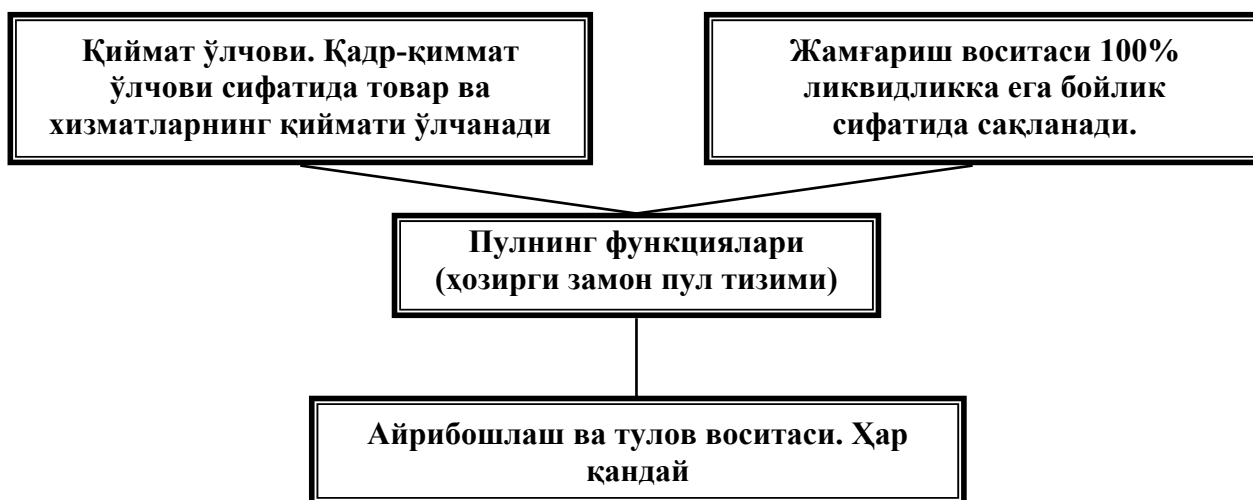 Қиймат ўлчови. Қадр-қиммат
ўлчови сифатида товар ва
хизматларнинг қиймати ўлчанади
Жамғариш воситаси 100%
ликвидликка ега бойлик
сифатида сақланади.
Пулнинг функциялари
(ҳозирги замон пул тизими)
Айрибошлаш ва тулов воситаси. Ҳар
қандай